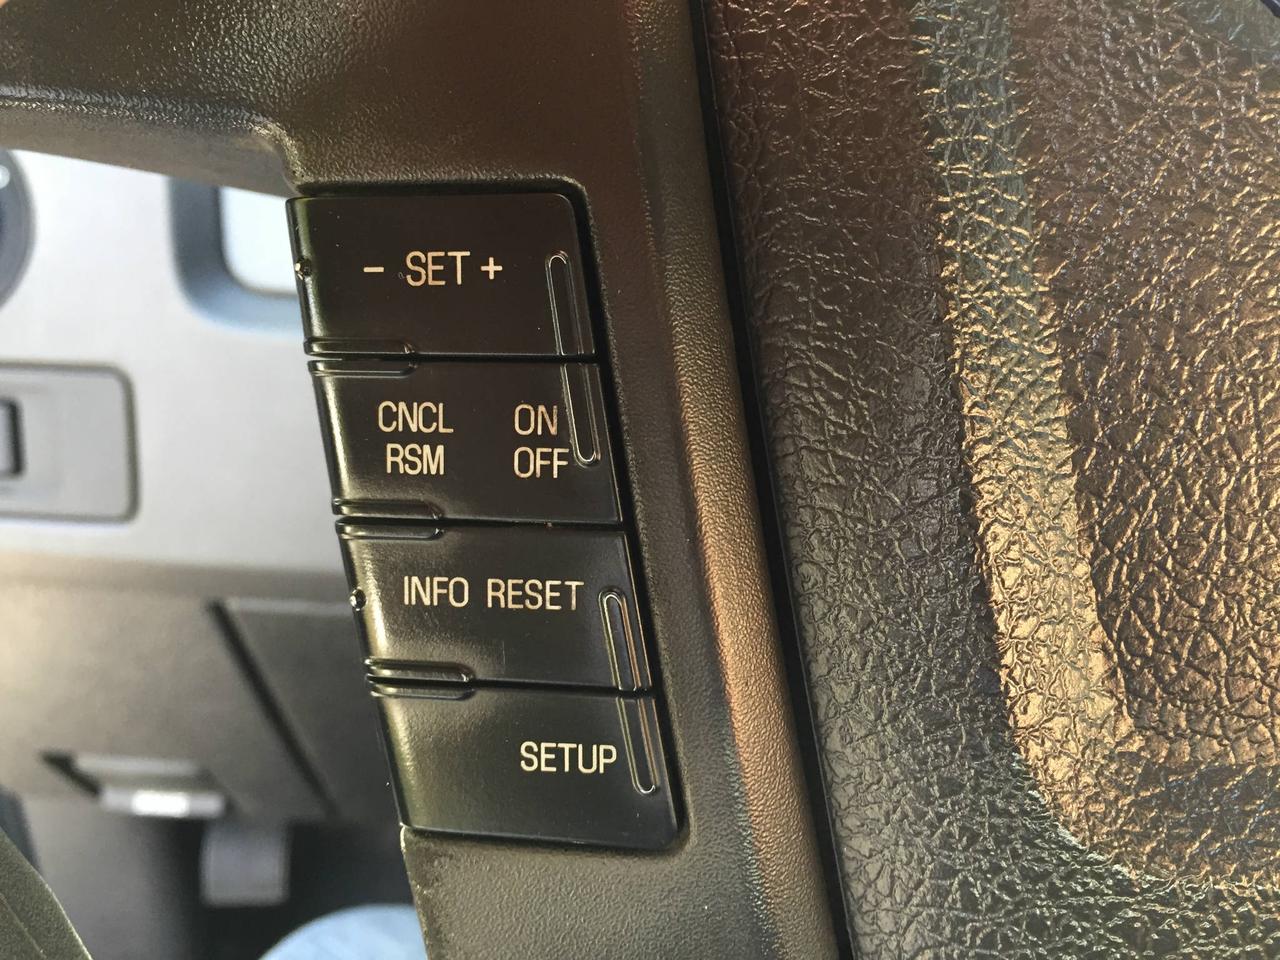 - SET +
CNCL ON
RSM OFF
INFO RESET
SETUP